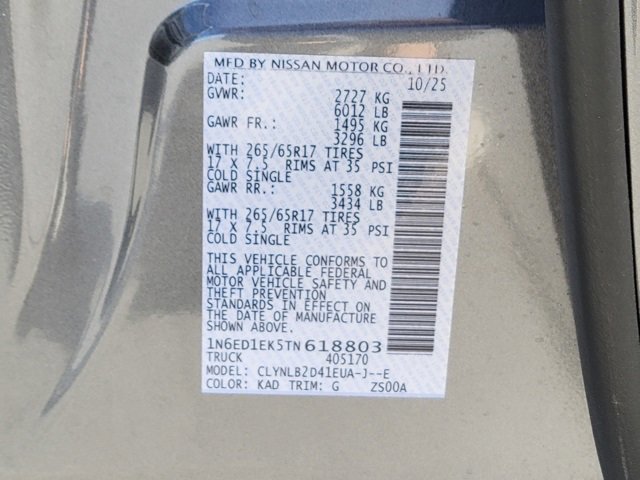 MFD BY NISSAN MOTOR CO., LTD.
DATE: 10/25
GVWR: 2727 KG
6012 LB
GAWR FR.: 1495 KG
3296 LB
WITH 265/65R17 TIRES
17 X 7.5 RIMS AT 35 PSI
COLD SINGLE
GAWR RR.: 1558 KG
3434 LB
WITH 265/65R17 TIRES
17 X 7.5 RIMS AT 35 PSI
COLD SINGLE
THIS VEHICLE CONFORMS TO
ALL APPLICABLE FEDERAL
MOTOR VEHICLE SAFETY AND
THEFT PREVENTION
STANDARDS IN EFFECT ON
THE DATE OF MANUFACTURE
SHOWN ABOVE.
1N6ED1EK5TN618803
TRUCK 405170
MODEL: CLYNLB2D41EUA-J--E
COLOR: KAD TRIM: G ZS00A